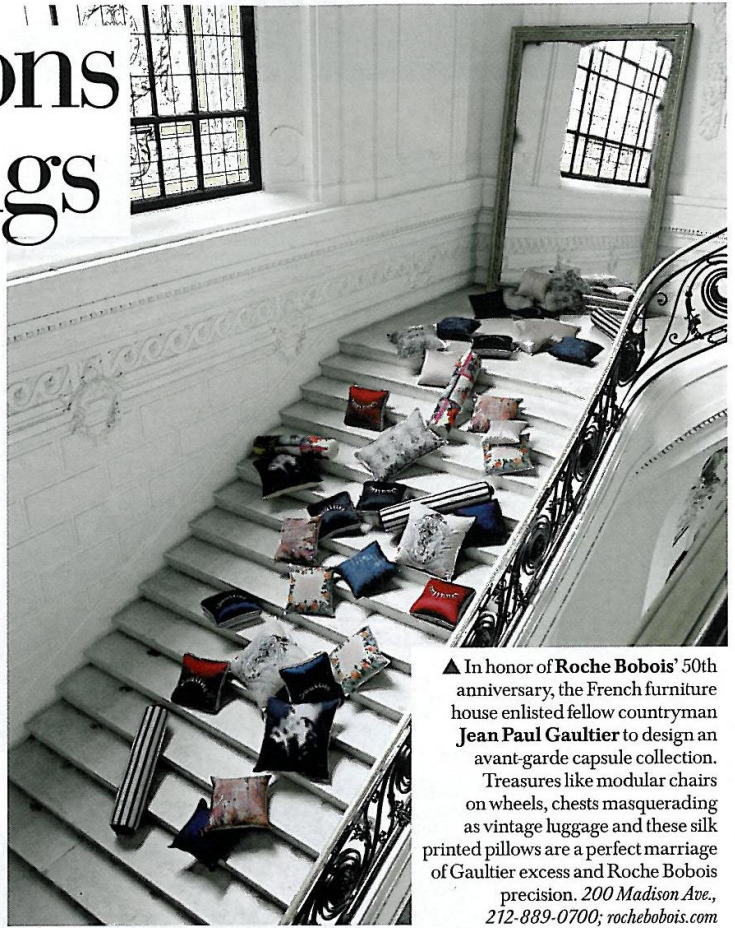 ons
gs
▲ In honor of Roche Bobois' 50th
anniversary, the French furniture
house enlisted fellow countryman
Jean Paul Gaultier to design an
avant-garde capsule collection.
Treasures like modular chairs
on wheels, chests masquerading
as vintage luggage and these silk
printed pillows are a perfect marriage
of Gaultier excess and Roche Bobois
precision. 200 Madison Ave.,
212-889-0700; rochebobois.com